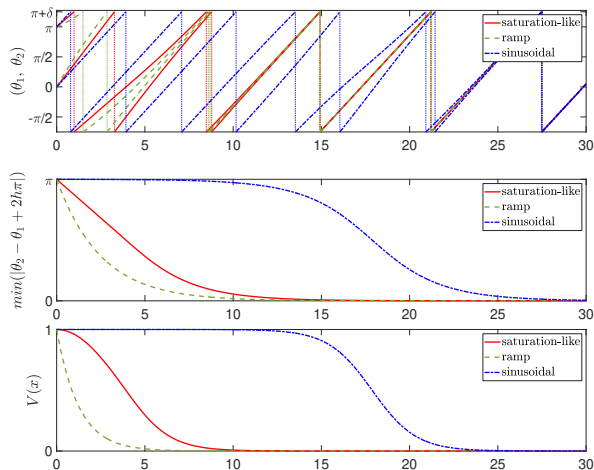 π+δ
π
π/2
0
-π/2
(θ₁, θ₂)
0 5 10 15 20 25 30
saturation-like
ramp
sinusoidal
π
0
min(|θ₂ − θ₁ + 2hπ|)
0 5 10 15 20 25 30
saturation-like
ramp
sinusoidal
1
0
V(x)
0 5 10 15 20 25 30
saturation-like
ramp
sinusoidal